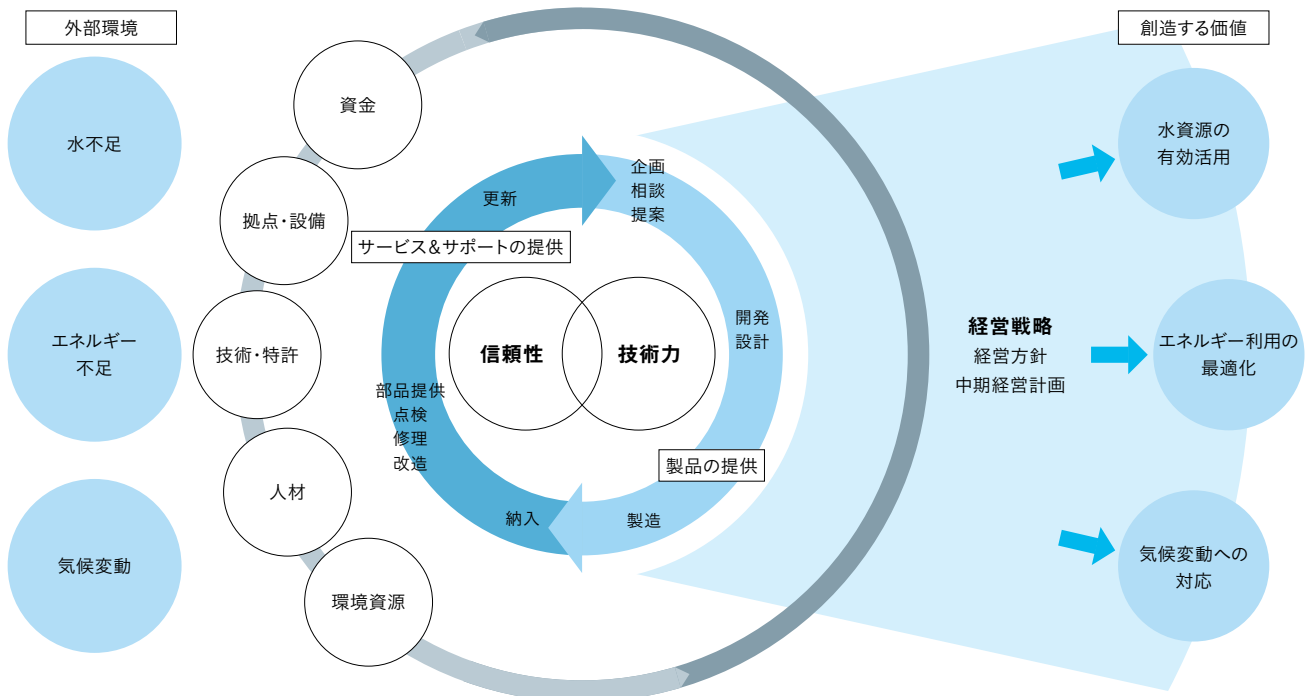 外部環境
水不足
エネルギー
不足
気候変動
資金
拠点・設備
技術・特許
人材
環境資源
更新
企画
相談
提案
サービス&サポートの提供
信頼性
技術力
開発
設計
部品提供
点検
修理
改造
製品の提供
納入
製造
経営戦略
経営方針
中期経営計画
創造する価値
水資源の
有効活用
エネルギー利用の
最適化
気候変動への
対応